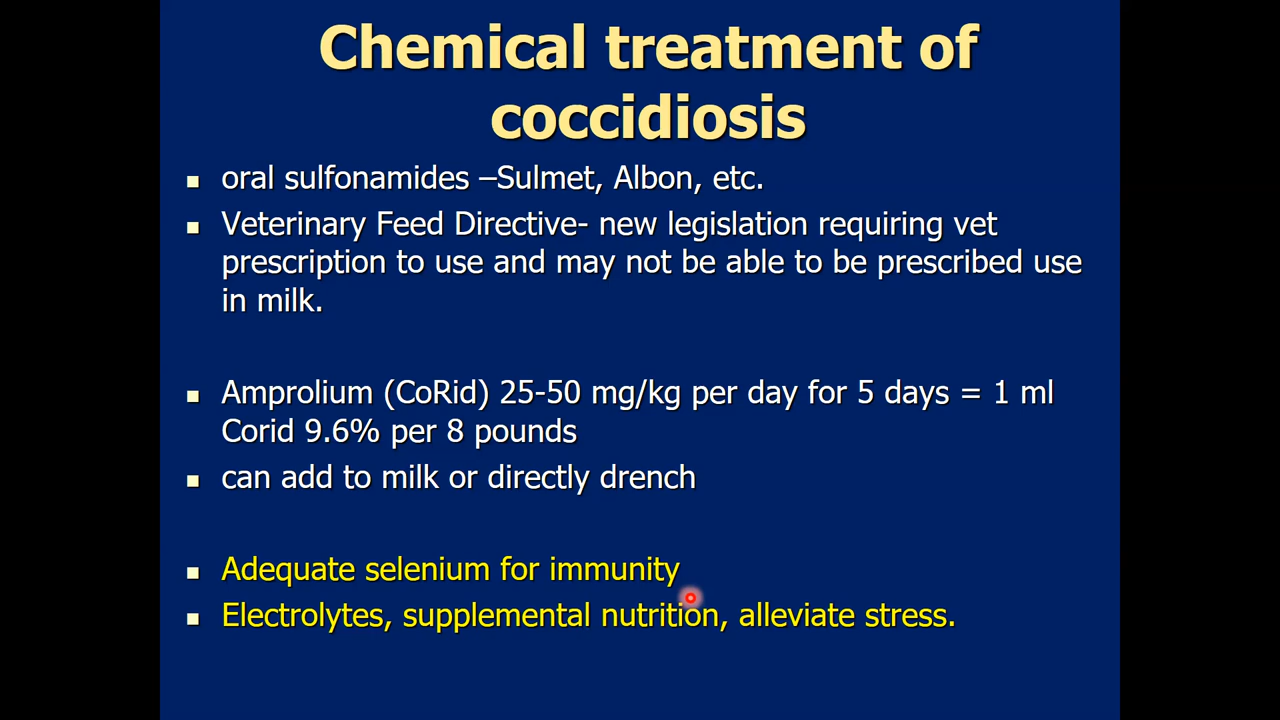 Chemical treatment of
coccidiosis
oral sulfonamides –Sulmet, Albon, etc.
Veterinary Feed Directive- new legislation requiring vet
prescription to use and may not be able to be prescribed use
in milk.
Amprolium (CoRid) 25-50 mg/kg per day for 5 days = 1 ml
Corid 9.6% per 8 pounds
can add to milk or directly drench
Adequate selenium for immunity
Electrolytes, supplemental nutrition, alleviate stress.